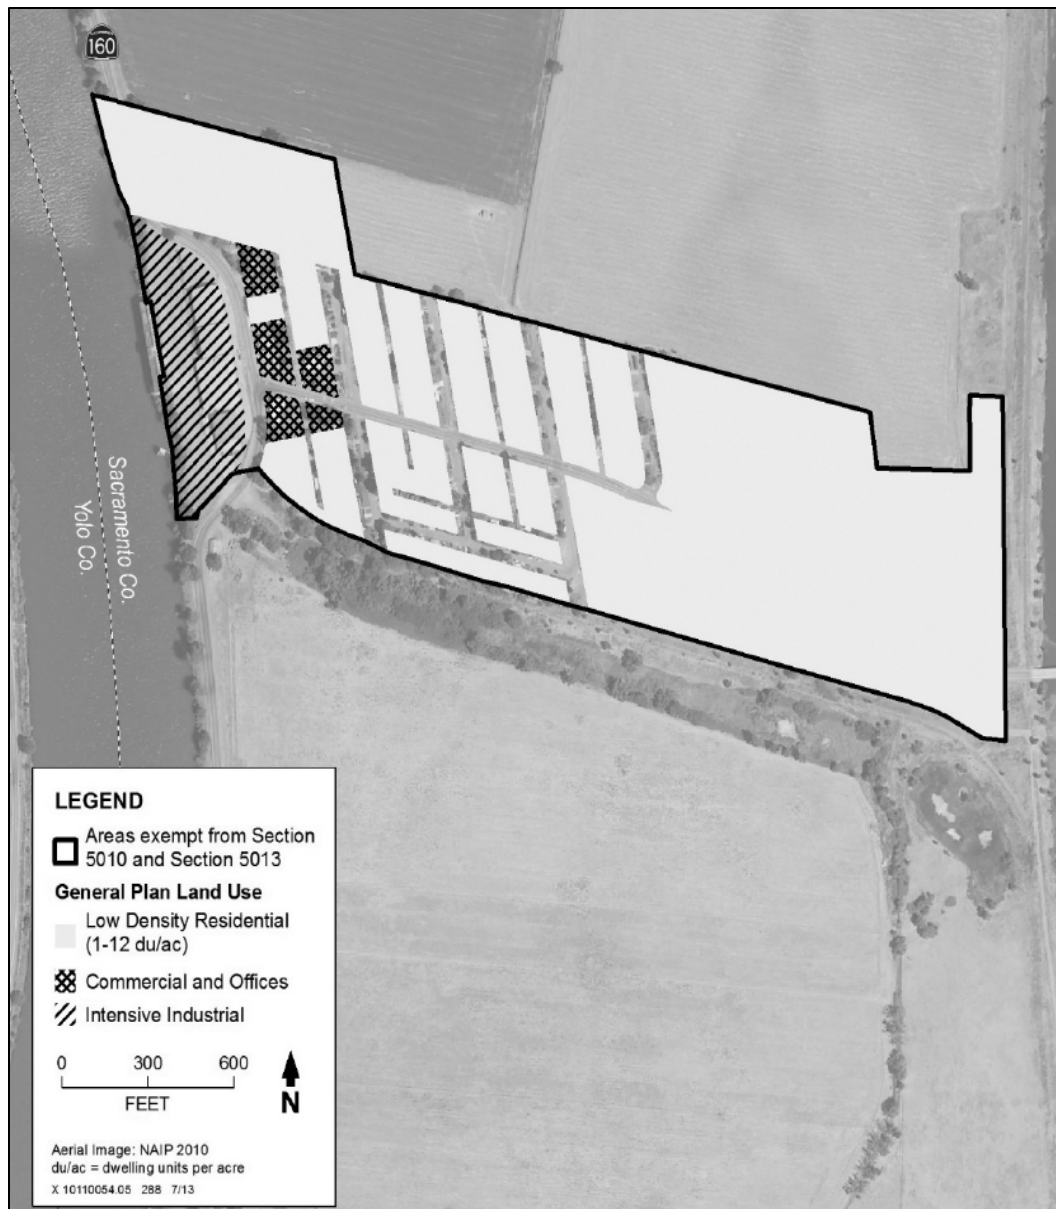 160
Sacramento Co.
Yolo Co.
LEGEND
Areas exempt from Section
5010 and Section 5013
General Plan Land Use
Low Density Residential
(1-12 du/ac)
Commercial and Offices
Intensive Industrial
0 300 600
FEET
N
Aerial Image: NAIP 2010
du/ac = dwelling units per acre
X 10110054.05 288 7/13